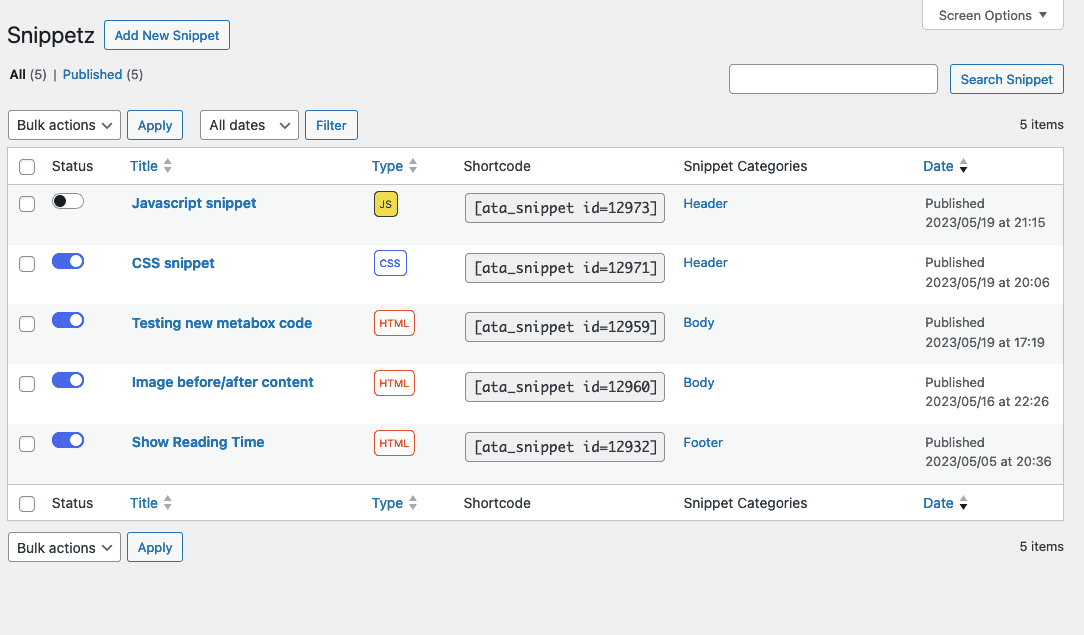 Screen Options
Snippetz Add New Snippet
All (5) | Published (5)
Search Snippet
Bulk actions Apply All dates Filter 5 items
Status Title Type Shortcode Snippet Categories Date
Javascript snippet JS [ata_snippet id=12973] Header Published
2023/05/19 at 21:15
CSS snippet CSS [ata_snippet id=12971] Header Published
2023/05/19 at 20:06
Testing new metabox code HTML [ata_snippet id=12959] Body Published
2023/05/19 at 17:19
Image before/after content HTML [ata_snippet id=12960] Body Published
2023/05/16 at 22:26
Show Reading Time HTML [ata_snippet id=12932] Footer Published
2023/05/05 at 20:36
Status Title Type Shortcode Snippet Categories Date
Bulk actions Apply 5 items